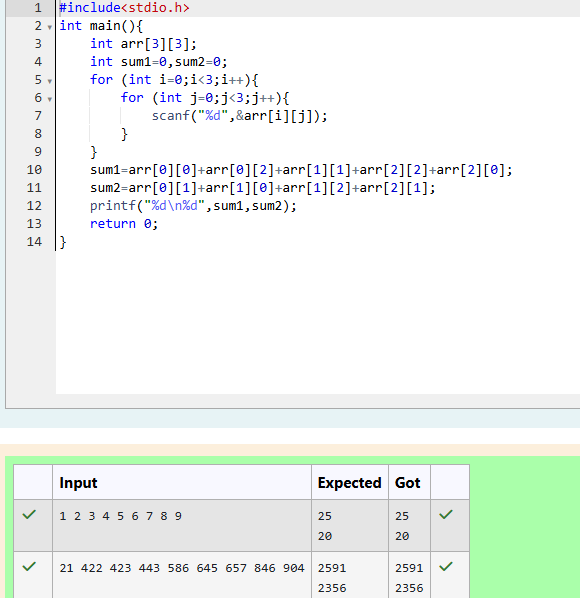 1 #include<stdio.h>
2 int main(){
3     int arr[3][3];
4     int sum1=0,sum2=0;
5     for (int i=0;i<3;i++){
6         for (int j=0;j<3;j++){
7             scanf("%d",&arr[i][j]);
8         }
9     }
10     sum1=arr[0][0]+arr[0][2]+arr[1][1]+arr[2][2]+arr[2][0];
11     sum2=arr[0][1]+arr[1][0]+arr[1][2]+arr[2][1];
12     printf("%d\n%d",sum1,sum2);
13     return 0;
14 }
Input Expected Got
1 2 3 4 5 6 7 8 9 25 25
20 20
21 422 423 443 586 645 657 846 904 2591 2591
2356 2356